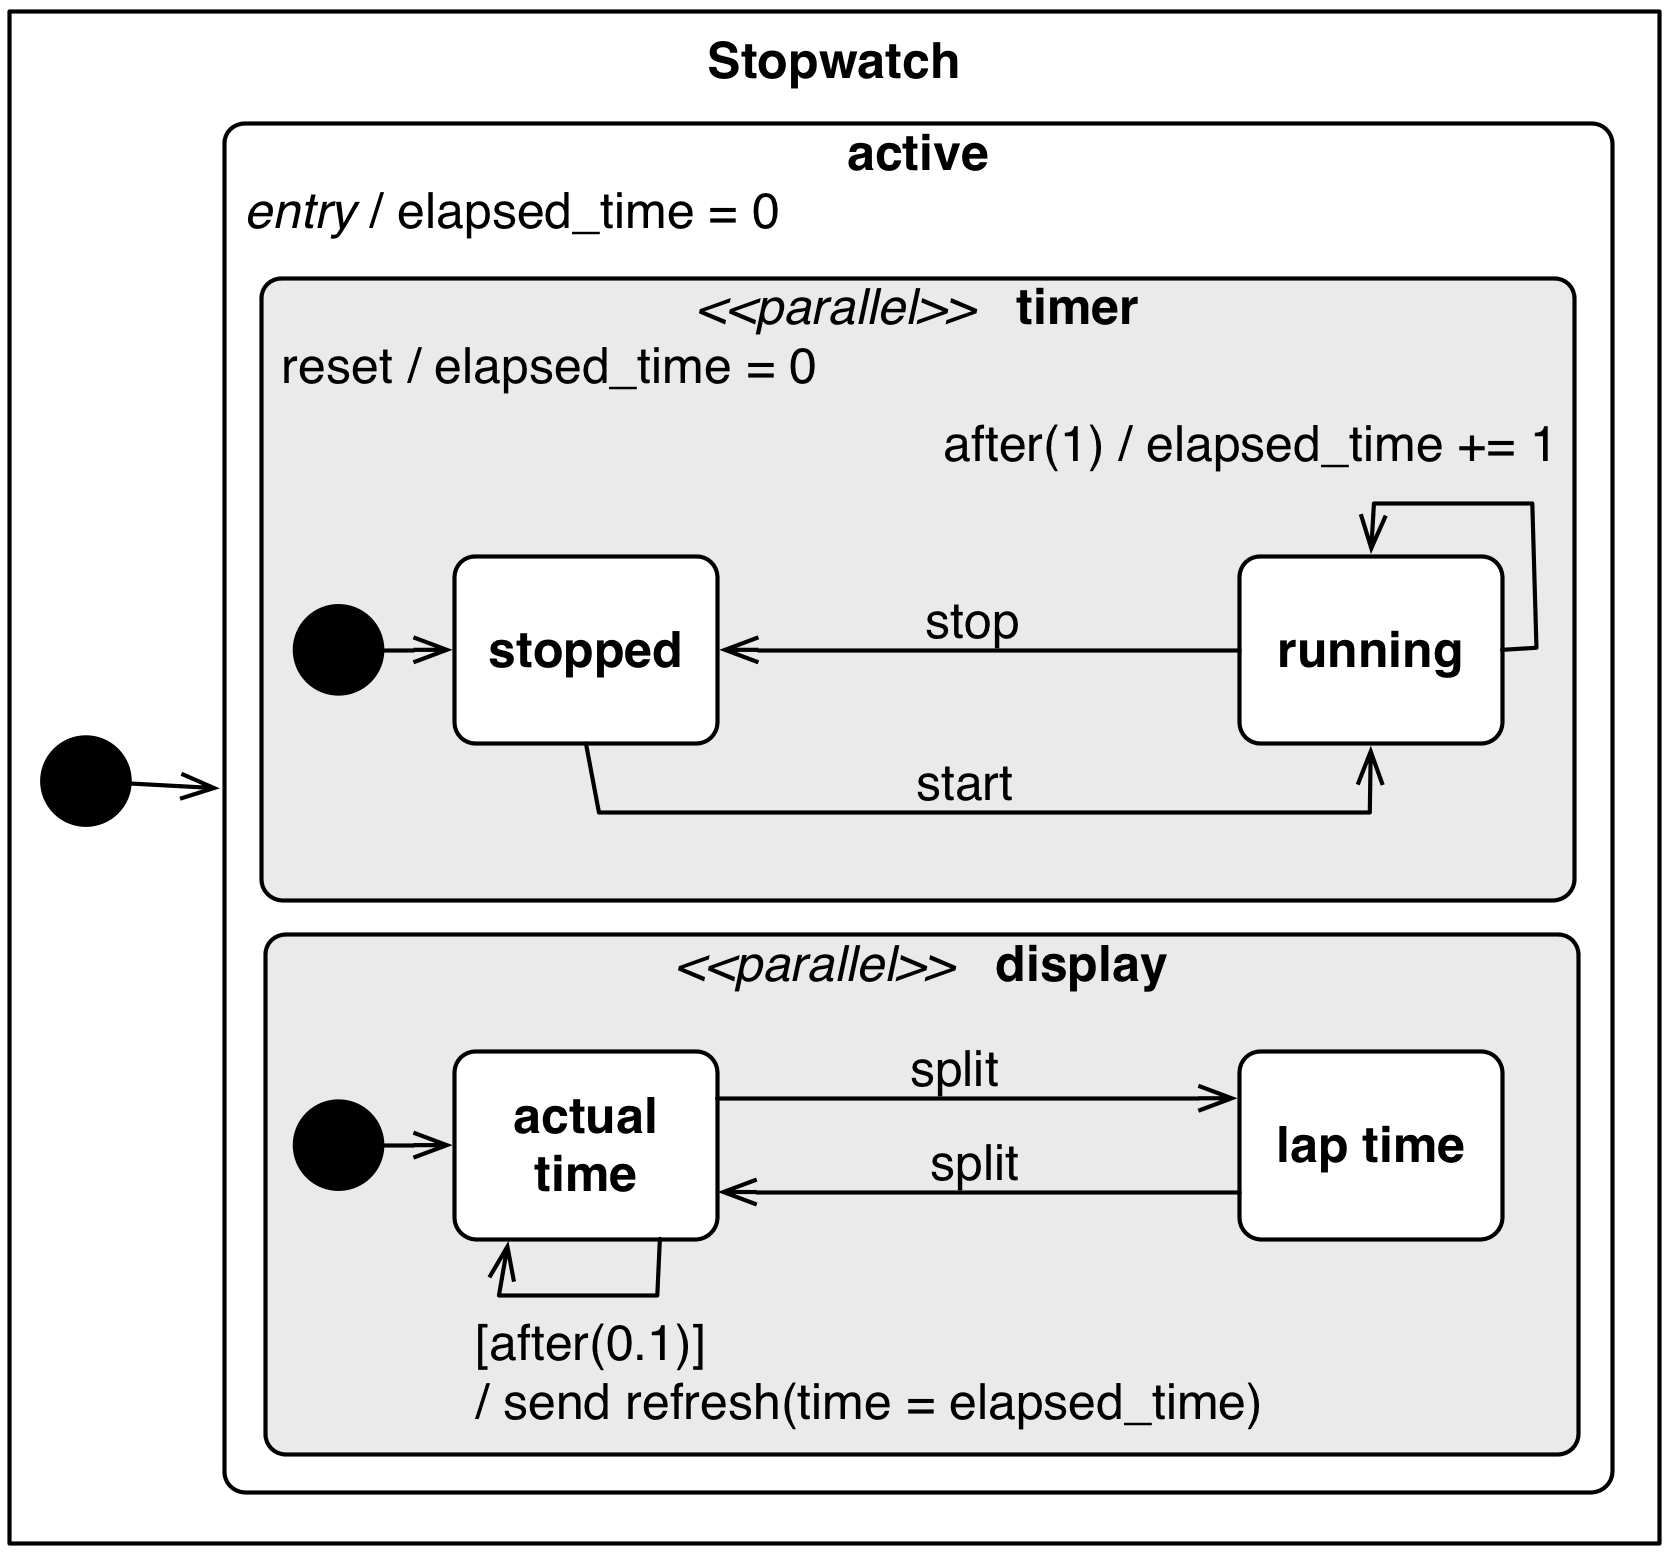 Stopwatch
active
entry / elapsed_time = 0
<<parallel>> timer
reset / elapsed_time = 0
after(1) / elapsed_time += 1
stopped
stop
running
start
<<parallel>> display
actual
time
split
split
lap time
[after(0.1)]
/ send refresh(time = elapsed_time)